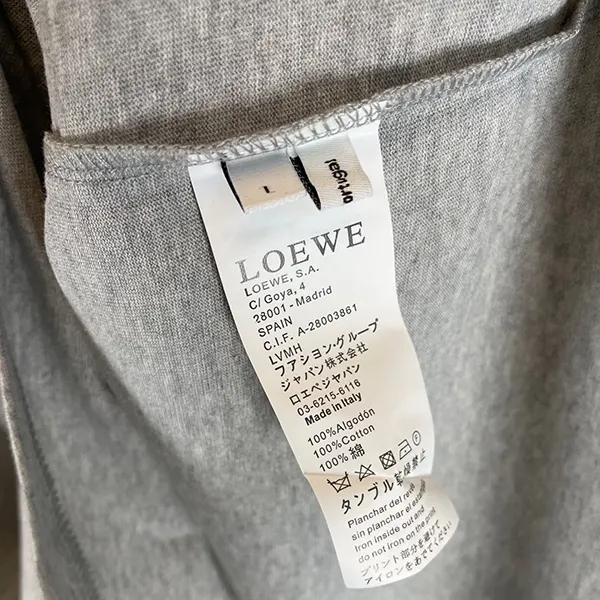 L
ortugal
LOEWE
LOEWE, S.A.
C/ Goya, 4
28001 - Madrid
SPAIN
C.I.F. A-28003861
LVMH
ファション・グループ
ジャパン株式会社
ロエベジャパン
03-6215-6116
Made in Italy
100%Algodón
100%Cotton
100% 綿
タンブル乾燥禁止
Planchar del revés
sin planchar el estampado
Iron inside out and
do not iron on the print
プリント部分を避けて
アイロンをあててください